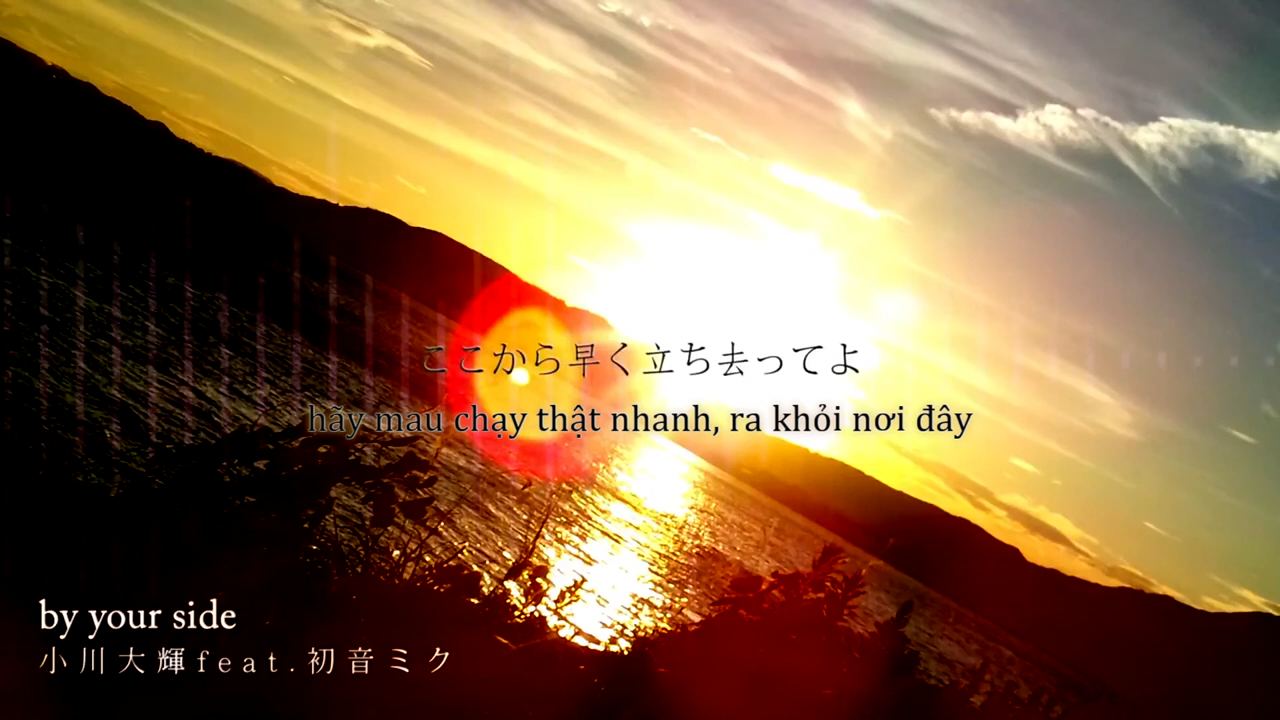 ここから早く立ち去ってよ
hãy mau chạy thật nhanh, ra khỏi nơi đây
by your side
小川大輝feat.初音ミク